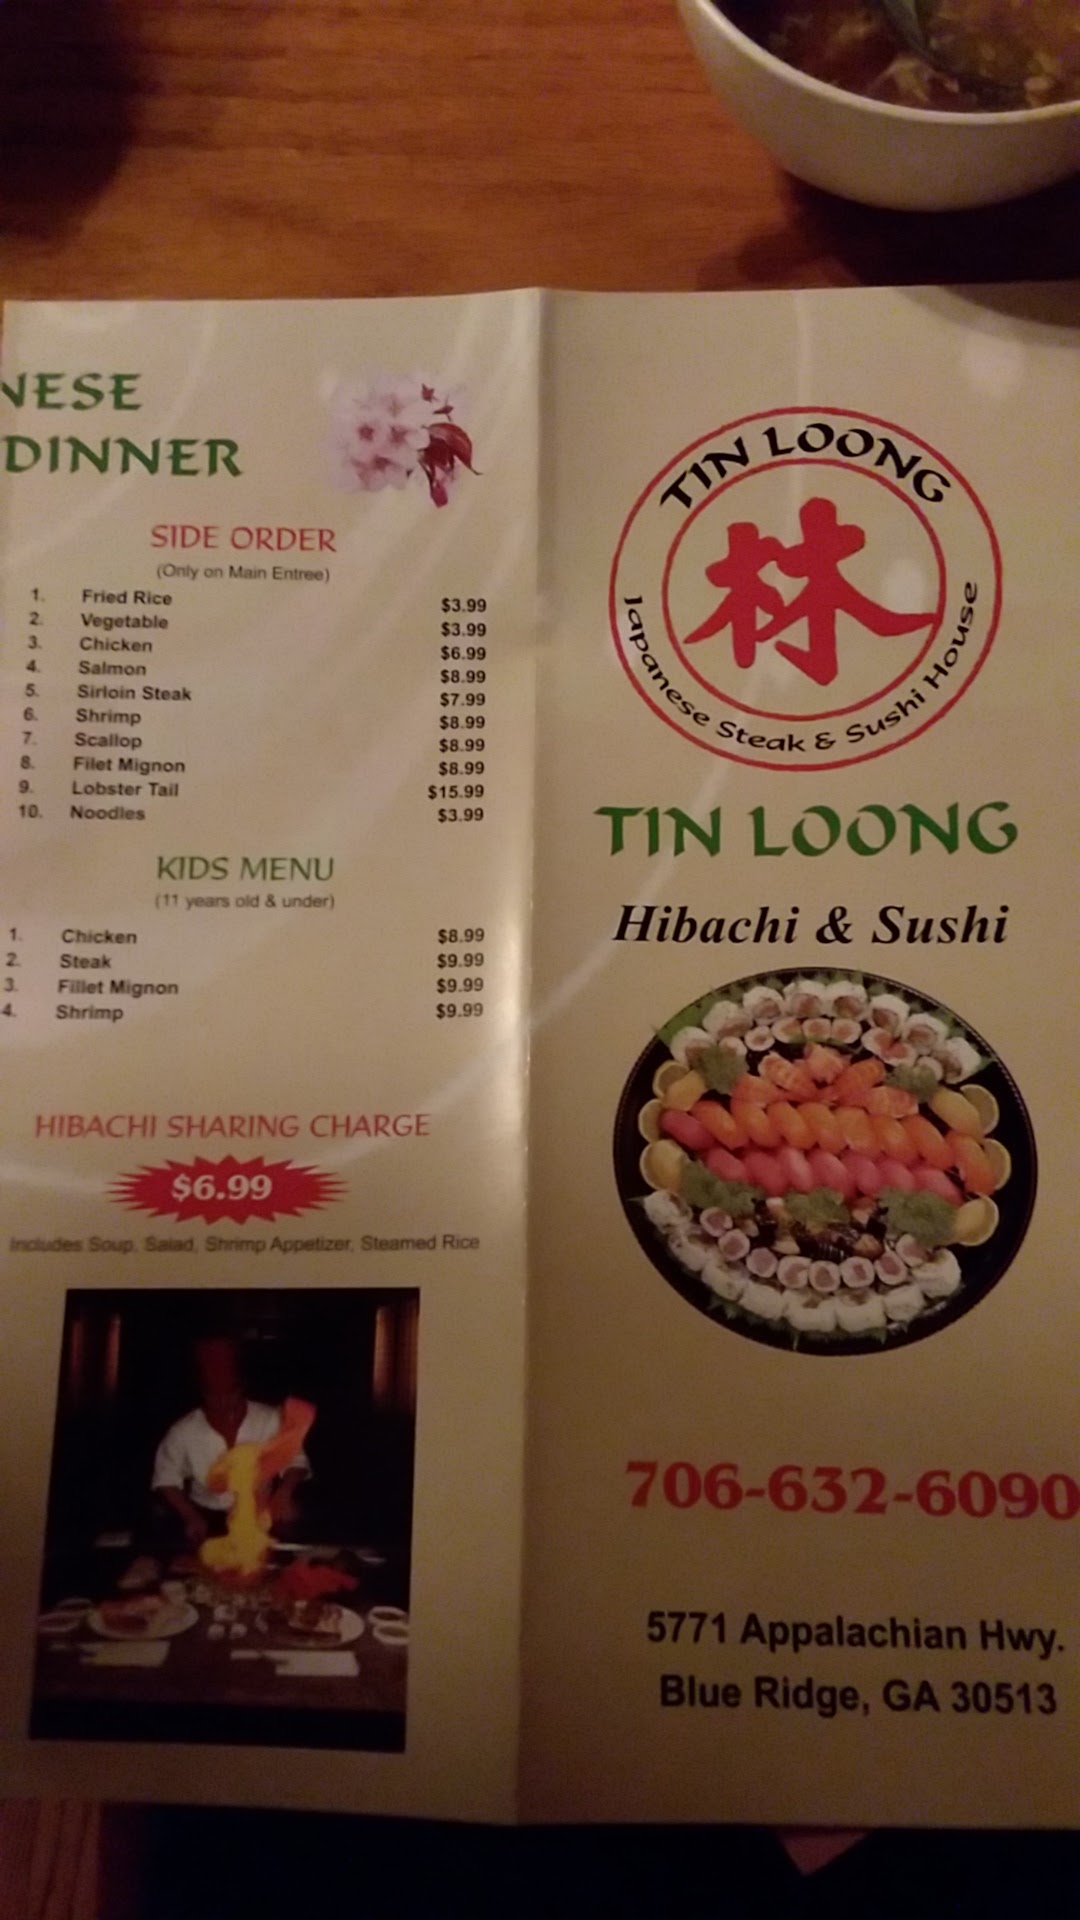 NESE
DINNER
SIDE ORDER
(Only on Main Entree)
1. Fried Rice $3.99
2. Vegetable $3.99
3. Chicken $6.99
4. Salmon $8.99
5. Sirloin Steak $7.99
6. Shrimp $8.99
7. Scallop $8.99
8. Filet Mignon $8.99
9. Lobster Tail $15.99
10. Noodles $3.99
KIDS MENU
(11 years old & under)
1. Chicken $8.99
2. Steak $9.99
3. Fillet Mignon $9.99
4. Shrimp $9.99
HIBACHI SHARING CHARGE
$6.99
Includes Soup, Salad, Shrimp Appetizer, Steamed Rice
TIN LOONG
林
Japanese Steak & Sushi House
TIN LOONG
Hibachi & Sushi
706-632-6090
5771 Appalachian Hwy.
Blue Ridge, GA 30513